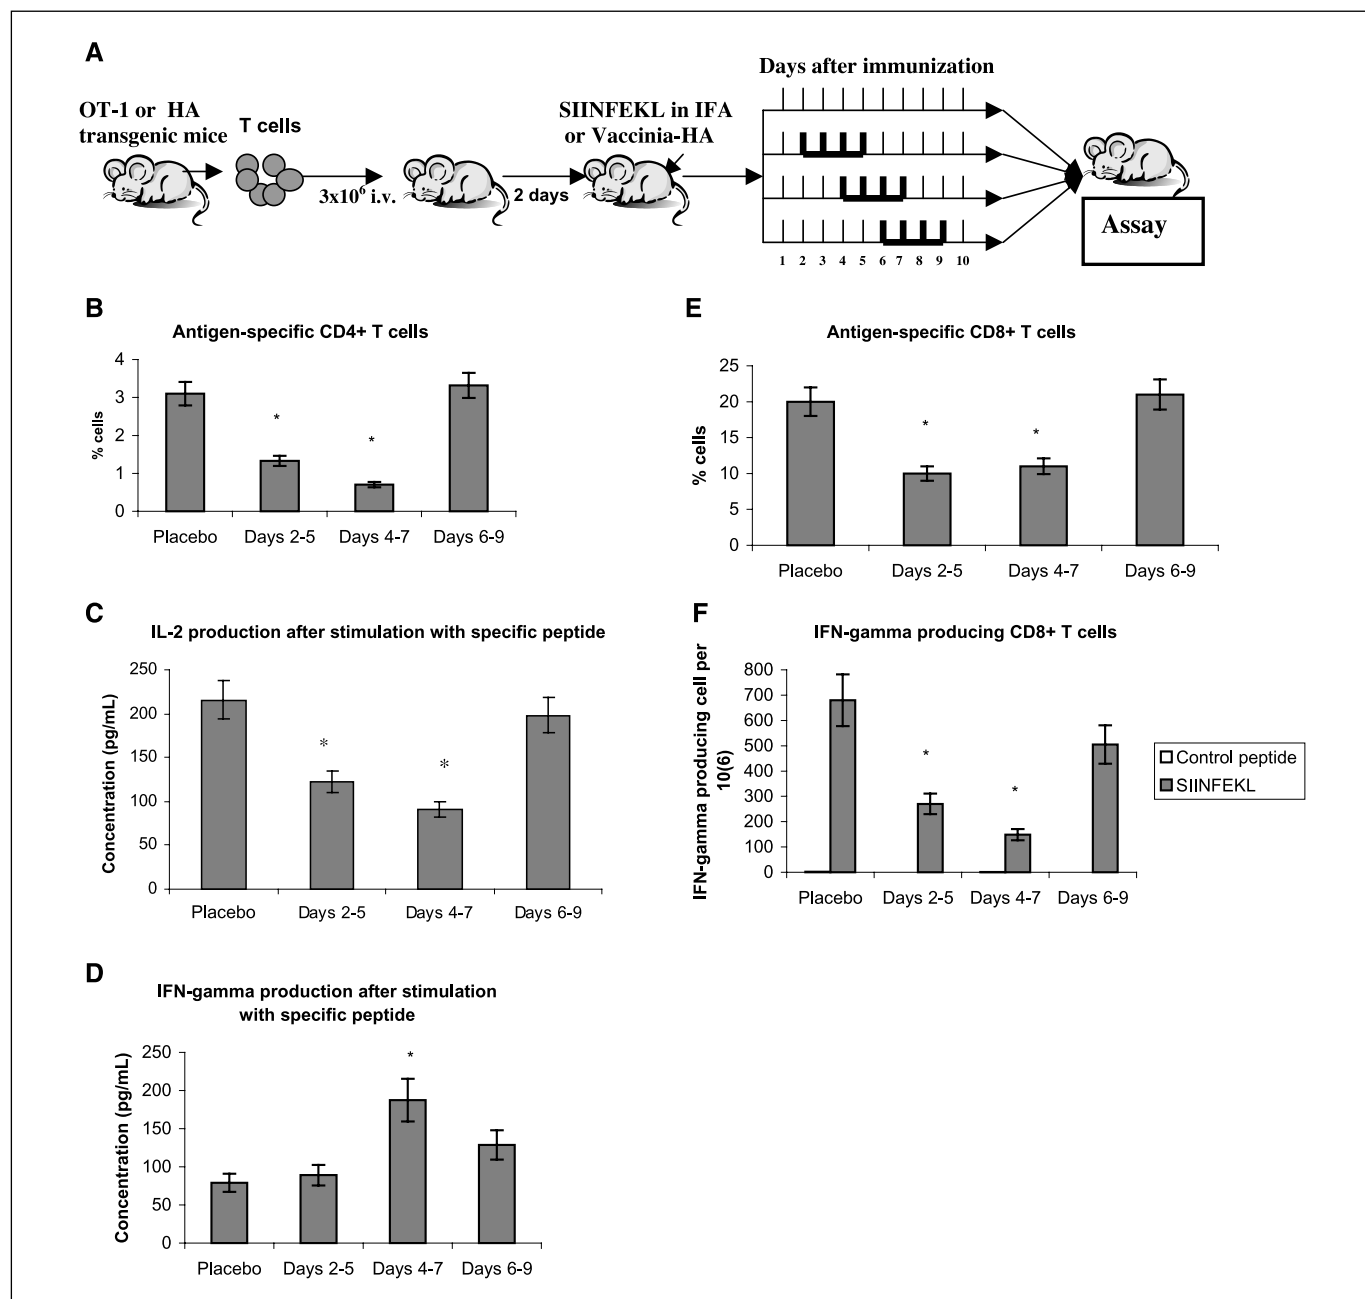 A
OT-1 or HA
transgenic mice
T cells
3x10⁶ i.v.
2 days
SIINFEKL in IFA
or Vaccinia-HA
Days after immunization
1 2 3 4 5 6 7 8 9 10
Assay
B
Antigen-specific CD4+ T cells
% cells
4
3
2
1
0
*
*
Placebo Days 2-5 Days 4-7 Days 6-9
C
IL-2 production after stimulation with specific peptide
Concentration (pg/mL)
250
200
150
100
50
0
*
*
Placebo Days 2-5 Days 4-7 Days 6-9
D
IFN-gamma production after stimulation
with specific peptide
Concentration (pg/mL)
250
200
150
100
50
0
*
Placebo Days 2-5 Days 4-7 Days 6-9
E
Antigen-specific CD8+ T cells
% cells
25
20
15
10
5
0
*
*
Placebo Days 2-5 Days 4-7 Days 6-9
F
IFN-gamma producing CD8+ T cells
IFN-gamma producing cell per
10(6)
800
700
600
500
400
300
200
100
0
*
*
Placebo Days 2-5 Days 4-7 Days 6-9
Control peptide
SIINFEKL